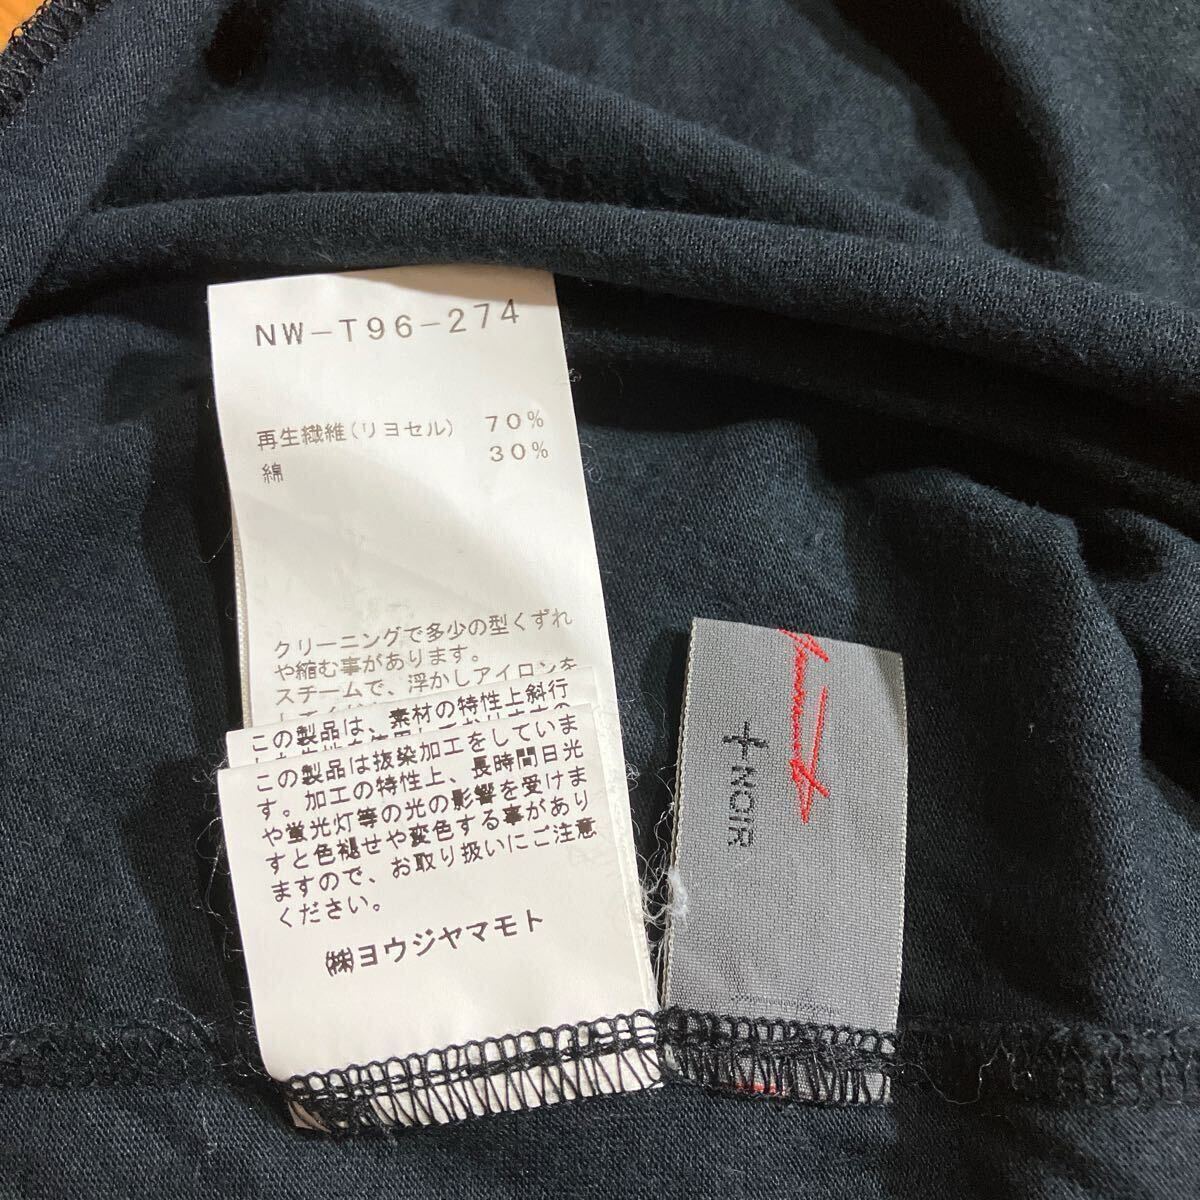 NW-T96-274
再生繊維(リヨセル) 70%
綿 30%
クリーニングで多少の型くずれ
や縮む事があります。
スチームで、浮かしアイロンを
この製品は、素材の特性上斜行
この製品は抜染加工をしていま
す。加工の特性上、長時間日光
や蛍光灯等の光の影響を受けま
すと色褪せや変色する事があり
ますので、お取り扱いにご注意
ください。
㈱ヨウジヤマモト
+NOIR